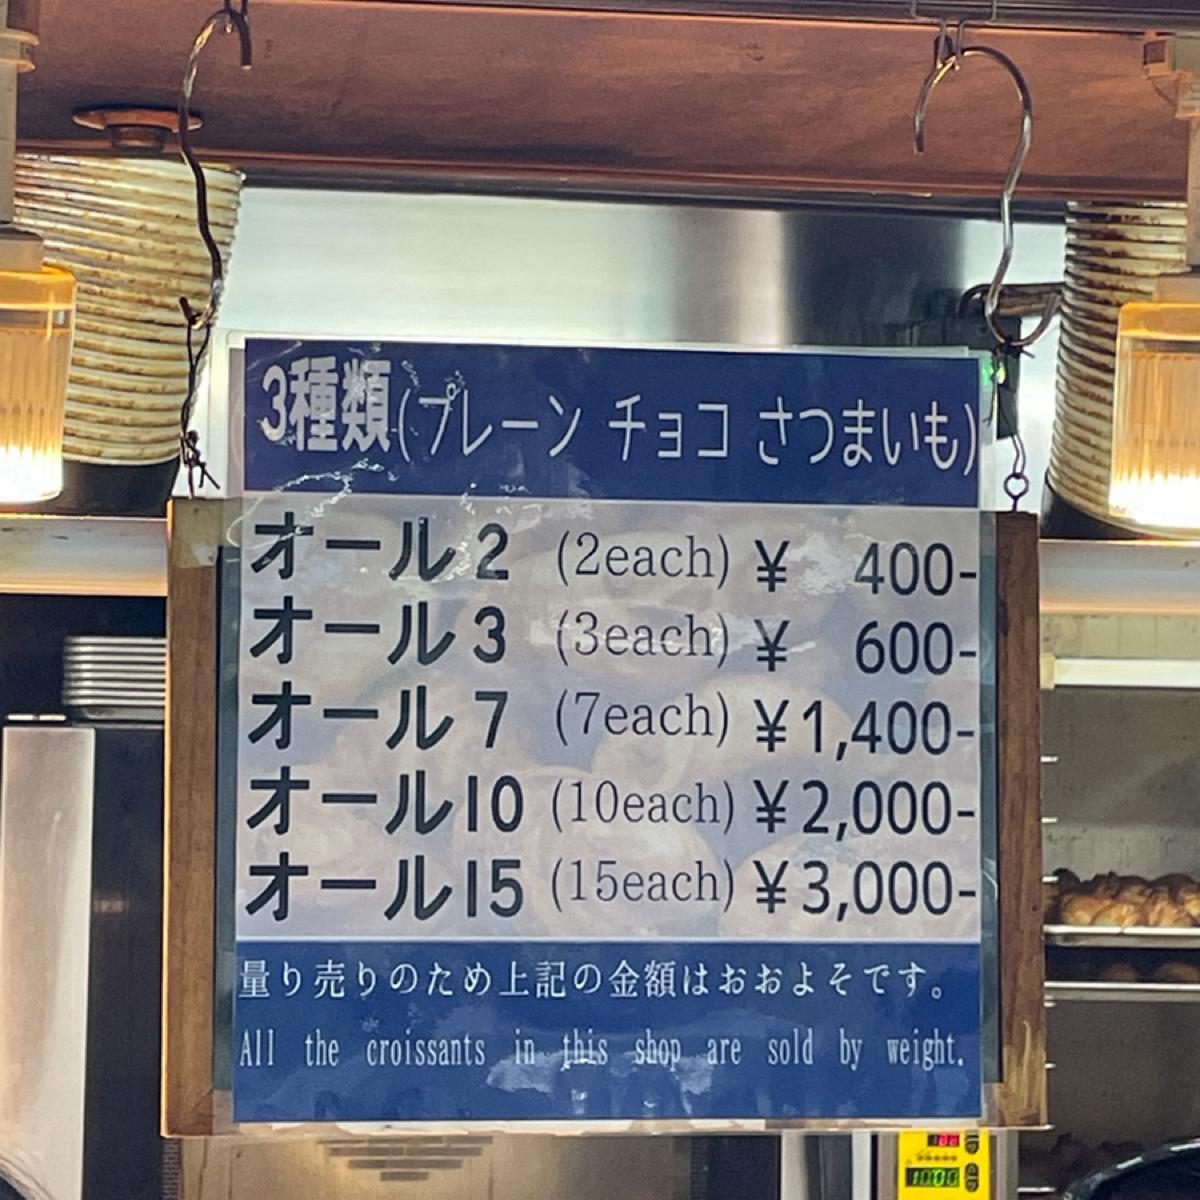 3種類(プレーン チョコ さつまいも)
オール2 (2each) ¥ 400-
オール3 (3each) ¥ 600-
オール7 (7each) ¥1,400-
オール10 (10each) ¥2,000-
オール15 (15each) ¥3,000-
量り売りのため上記の金額はおおよそです。
All the croissants in this shop are sold by weight.